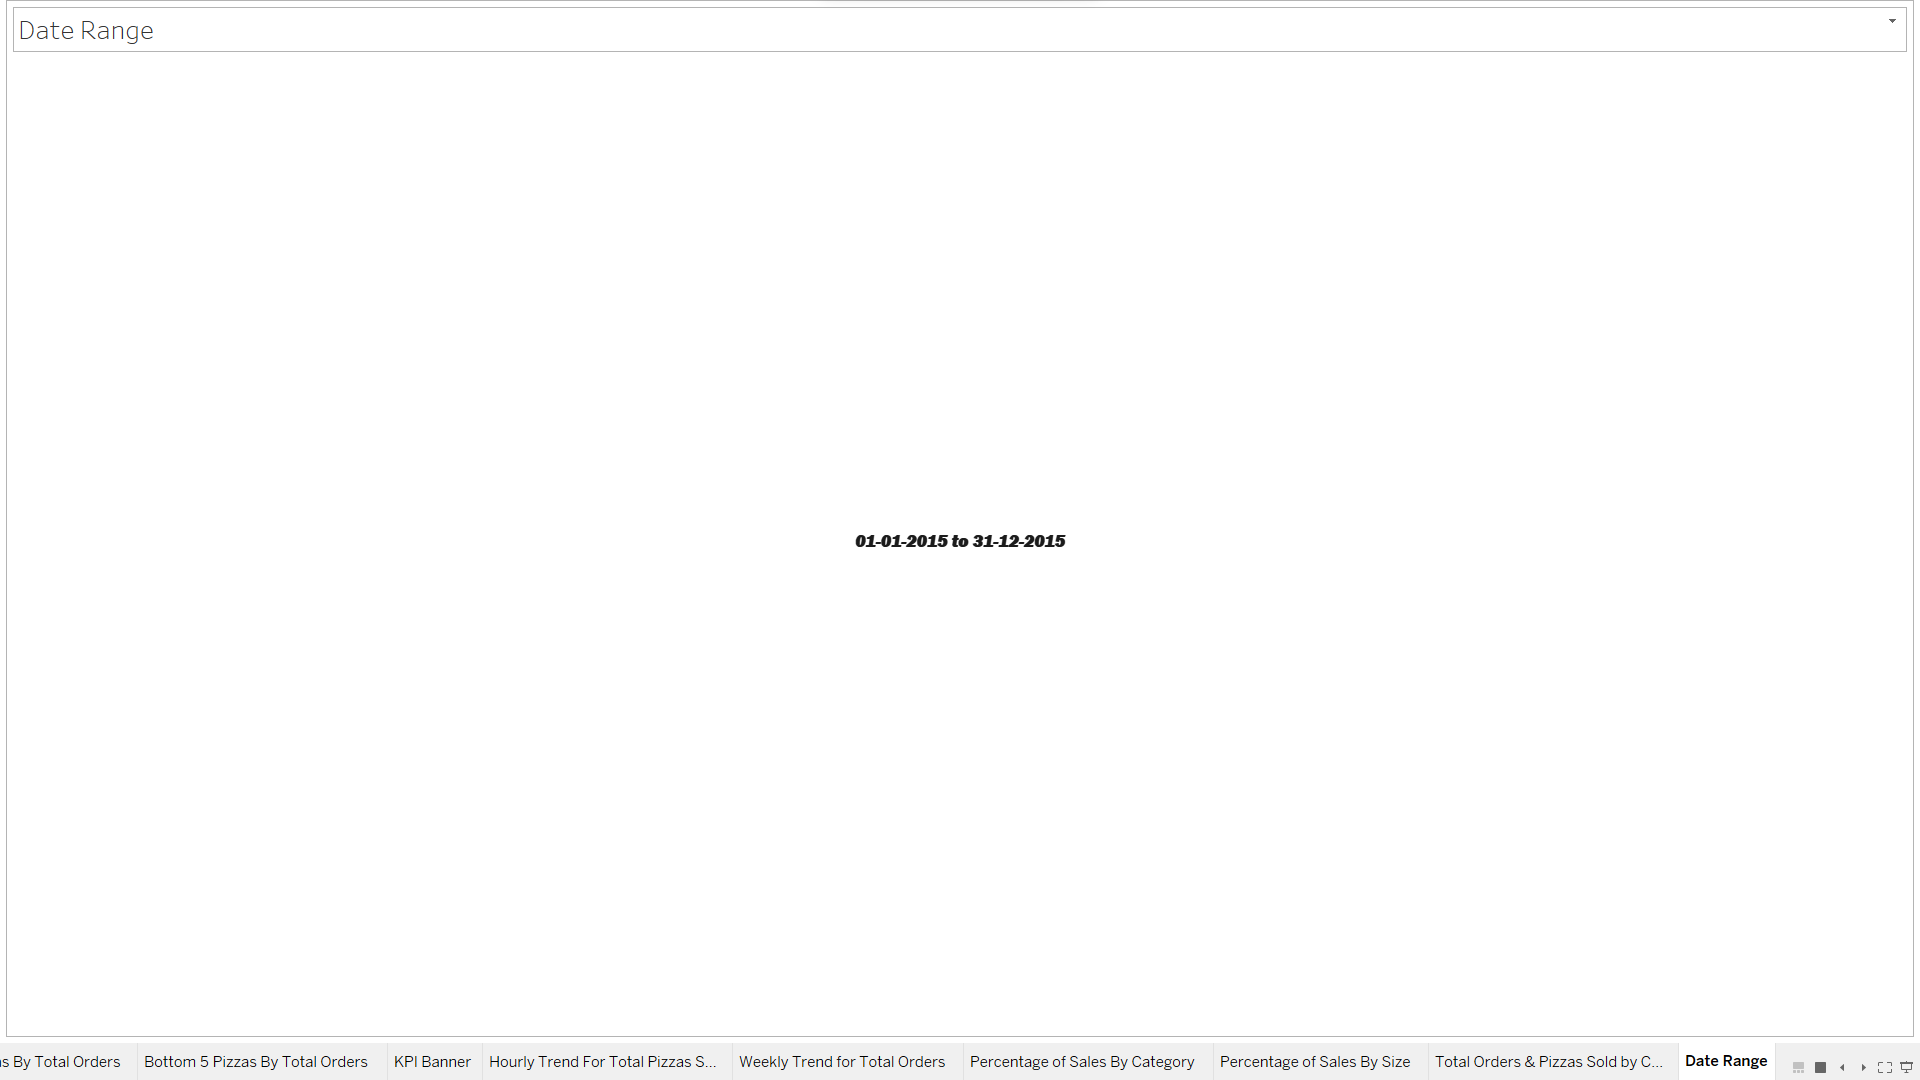 Date Range
01-01-2015 to 31-12-2015
s By Total Orders
Bottom 5 Pizzas By Total Orders
KPI Banner
Hourly Trend For Total Pizzas S...
Weekly Trend for Total Orders
Percentage of Sales By Category
Percentage of Sales By Size
Total Orders & Pizzas Sold by C...
Date Range